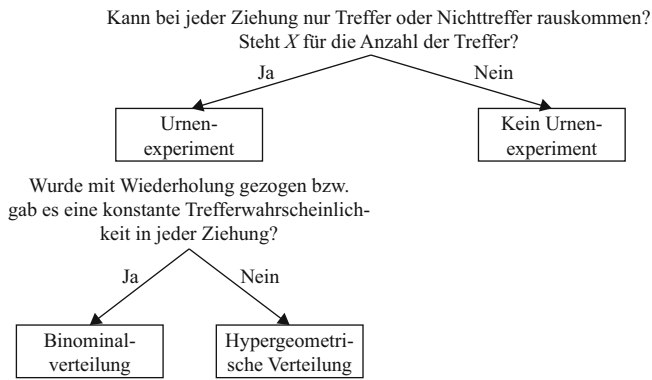 Kann bei jeder Ziehung nur Treffer oder Nichttreffer rauskommen?
Steht X für die Anzahl der Treffer?
Ja
Nein
Urnen-
experiment
Kein Urnen-
experiment
Wurde mit Wiederholung gezogen bzw.
gab es eine konstante Trefferwahrscheinlich-
keit in jeder Ziehung?
Ja
Nein
Binominal-
verteilung
Hypergeometri-
sche Verteilung